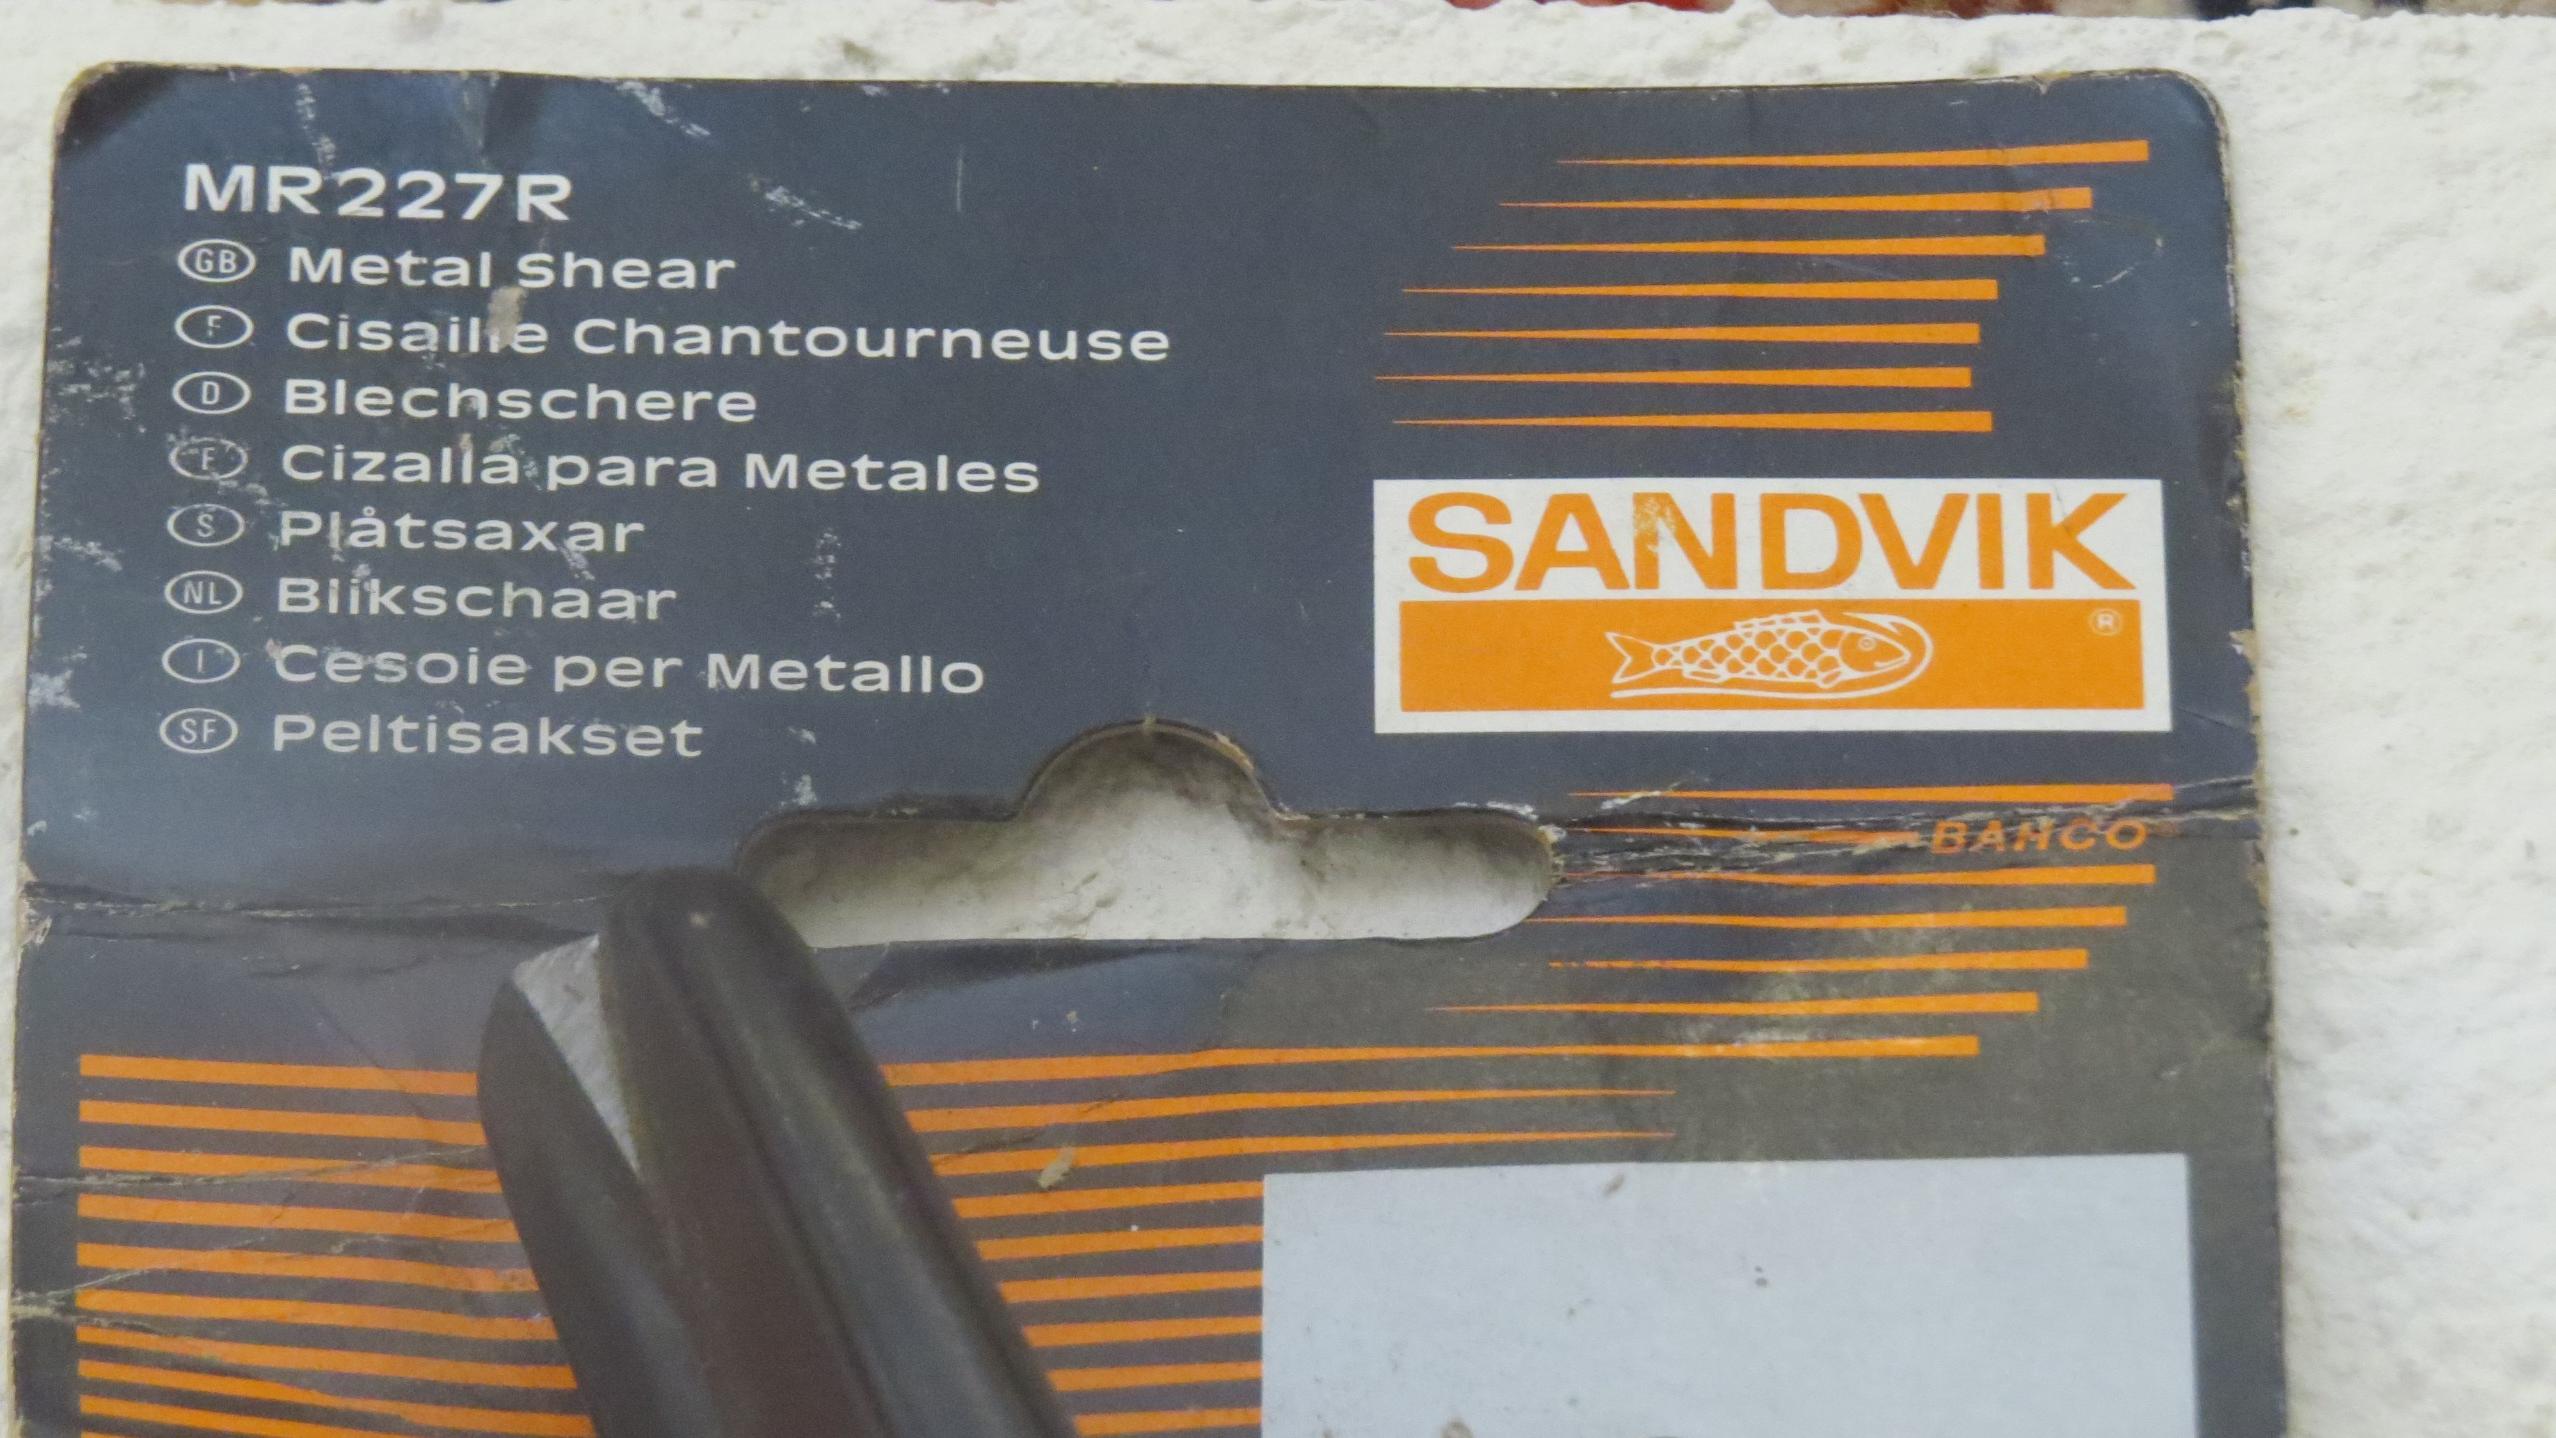 MR227R
GB Metal Shear
F Cisaille Chantourneuse
D Blechschere
E Cizalla para Metales
S Plåtsaxar
NL Blikschaar
I Cesoie per Metallo
SF Peltisakset
SANDVIK
®
BAHCO